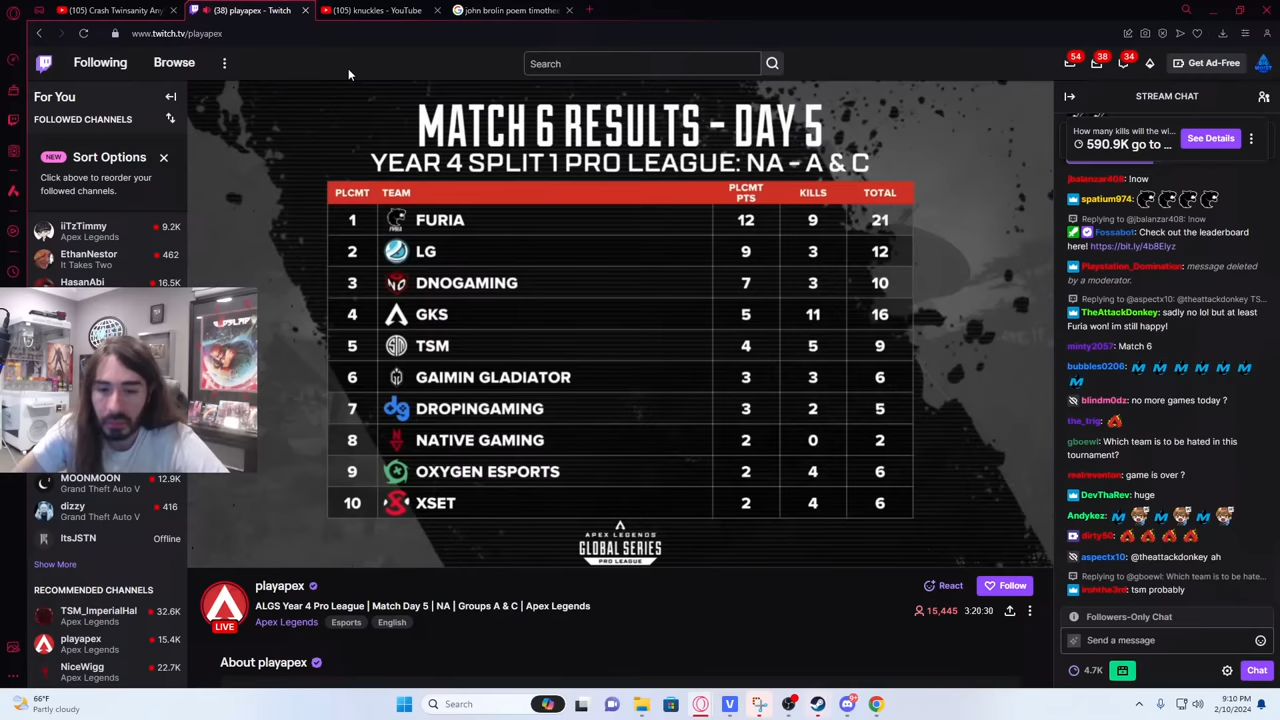 (105) Crash Twinsanity Any
(38) playapex - Twitch
(105) knuckles - YouTube
john brolin poem timothee
www.twitch.tv/playapex
Following
Browse
Search
54
38
34
Get Ad-Free
For You
FOLLOWED CHANNELS
NEW
Sort Options
Click above to reorder
your followed channels.
iiTzTimmy
9.2K
Apex Legends
EthanNestor
462
It Takes Two
HasanAbi
16.5K
MOONMOON
12.9K
Grand Theft Auto V
dizzy
416
Grand Theft Auto V
ItsJSTN
Offline
Show More
RECOMMENDED CHANNELS
TSM_ImperialHal
32.6K
Apex Legends
playapex
15.4K
Apex Legends
NiceWigg
22.7K
Apex Legends
MATCH 6 RESULTS - DAY 5
YEAR 4 SPLIT 1 PRO LEAGUE: NA - A & C
PLCMT TEAM PLCMT PTS KILLS TOTAL
1 FURIA 12 9 21
2 LG 9 3 12
3 DNOGAMING 7 3 10
4 GKS 5 11 16
5 TSM 4 5 9
6 GAIMIN GLADIATOR 3 3 6
7 DROPINGAMING 3 2 5
8 NATIVE GAMING 2 0 2
9 OXYGEN ESPORTS 2 4 6
10 XSET 2 4 6
APEX LEGENDS
GLOBAL SERIES
PRO LEAGUE
LIVE
playapex
React
Follow
ALGS Year 4 Pro League | Match Day 5 | NA | Groups A & C | Apex Legends
Apex Legends
Esports
English
15,445
3:20:30
About playapex
STREAM CHAT
How many kills will the wi...
590.9K go to ...
See Details
jbalanzar408: !now
spatium974:
Replying to @jbalanzar408: !now
Fossabot: Check out the leaderboard
here! https://bit.ly/4b8Elyz
Playstation_Domination: message deleted
by a moderator.
Replying to @aspectx10: @theattackdonkey TS...
TheAttackDonkey: sadly no lol but at least
Furia won! im still happy!
minty2057: Match 6
bubbles0206:
blindm0dz: no more games today ?
the_trig:
gboewl: Which team is to be hated in this
tournament?
realreventon: game is over ?
DevThaRev: huge
Andykez:
dirty50:
aspectx10: @theattackdonkey ah
Replying to @gboewl: Which team is to be hate...
irshtha3rd: tsm probably
Followers-Only Chat
Send a message
4.7K
Chat
66°F
Partly cloudy
Search
9:10 PM
2/10/2024